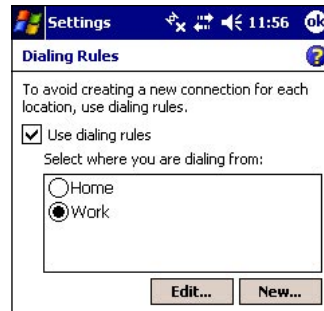 Settings 11:56 ok
Dialing Rules
To avoid creating a new connection for each
location, use dialing rules.
Use dialing rules
Select where you are dialing from:
Home
Work
Edit... New...